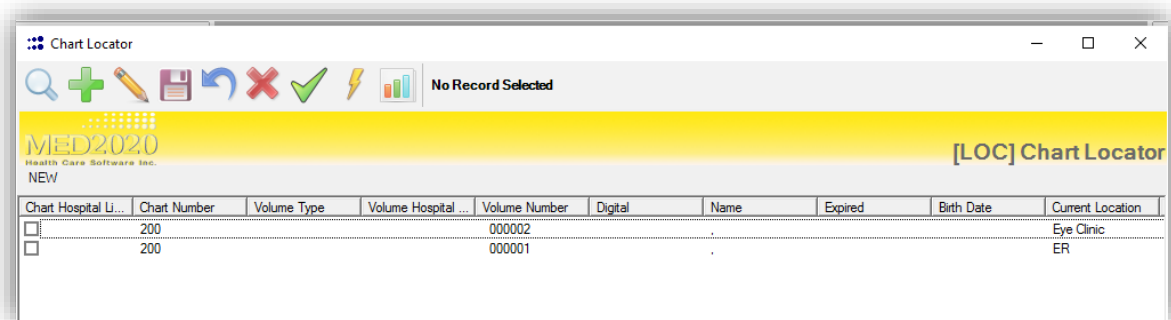 Chart Locator
No Record Selected
MED2020
Health Care Software Inc.
[LOC] Chart Locator
NEW
Chart Hospital Li... Chart Number Volume Type Volume Hospital ... Volume Number Digital Name Expired Birth Date Current Location
200 000002 , Eye Clinic
200 000001 , ER